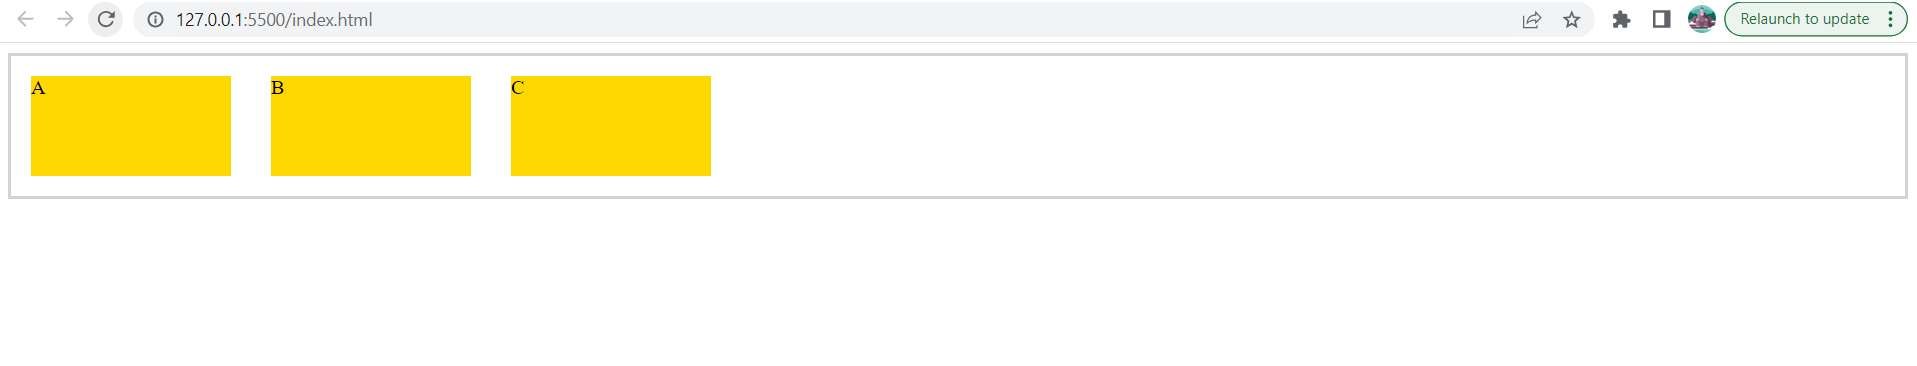 127.0.0.1:5500/index.html
Relaunch to update
A B C